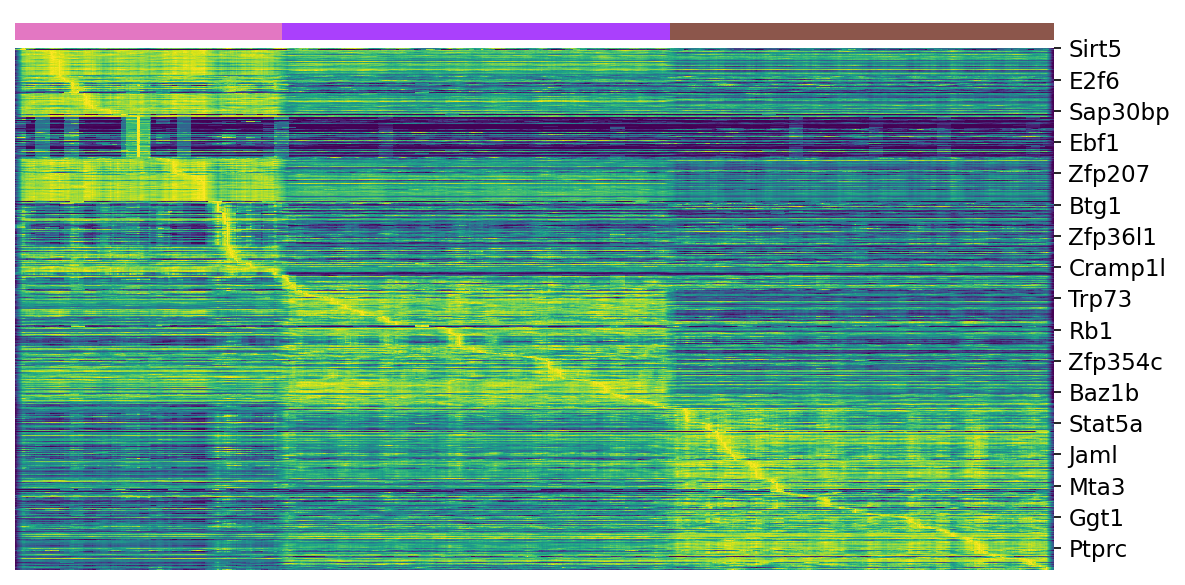 Sirt5
E2f6
Sap30bp
Ebf1
Zfp207
Btg1
Zfp36l1
Cramp1l
Trp73
Rb1
Zfp354c
Baz1b
Stat5a
Jaml
Mta3
Ggt1
Ptprc